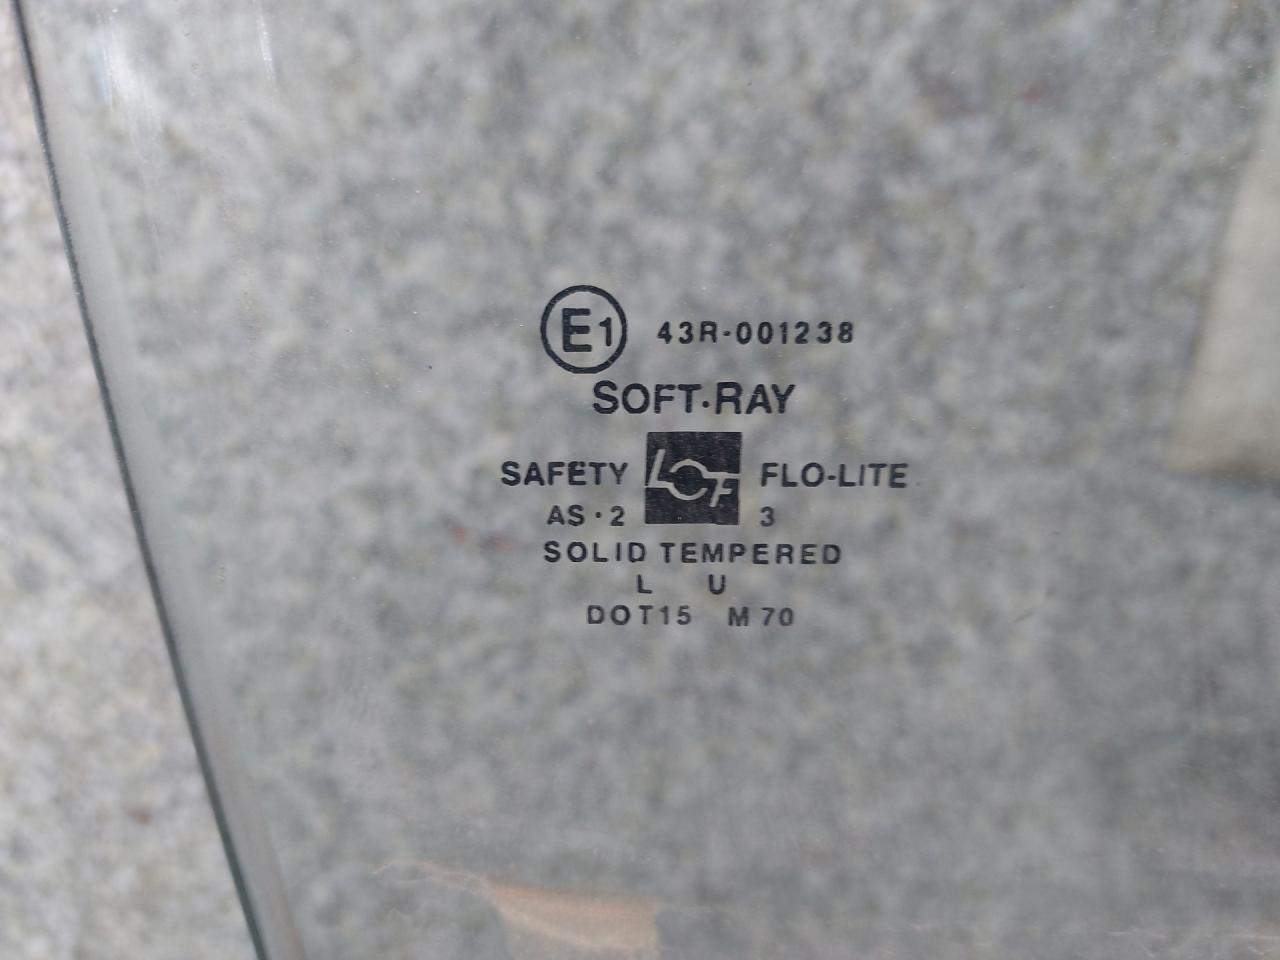 E1 43R-001238
SOFT·RAY
SAFETY LOF FLO-LITE
AS·2 3
SOLID TEMPERED
L U
DOT15 M70